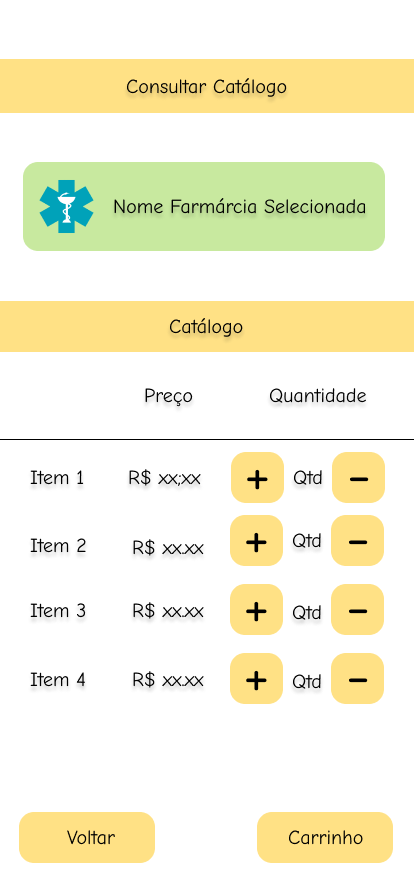 Consultar Catálogo
Nome Farmárcia Selecionada
Catálogo
Preço Quantidade
Item 1 R$ xx;xx + Qtd −
Item 2 R$ xx.xx + Qtd −
Item 3 R$ xx.xx + Qtd −
Item 4 R$ xx.xx + Qtd −
Voltar Carrinho